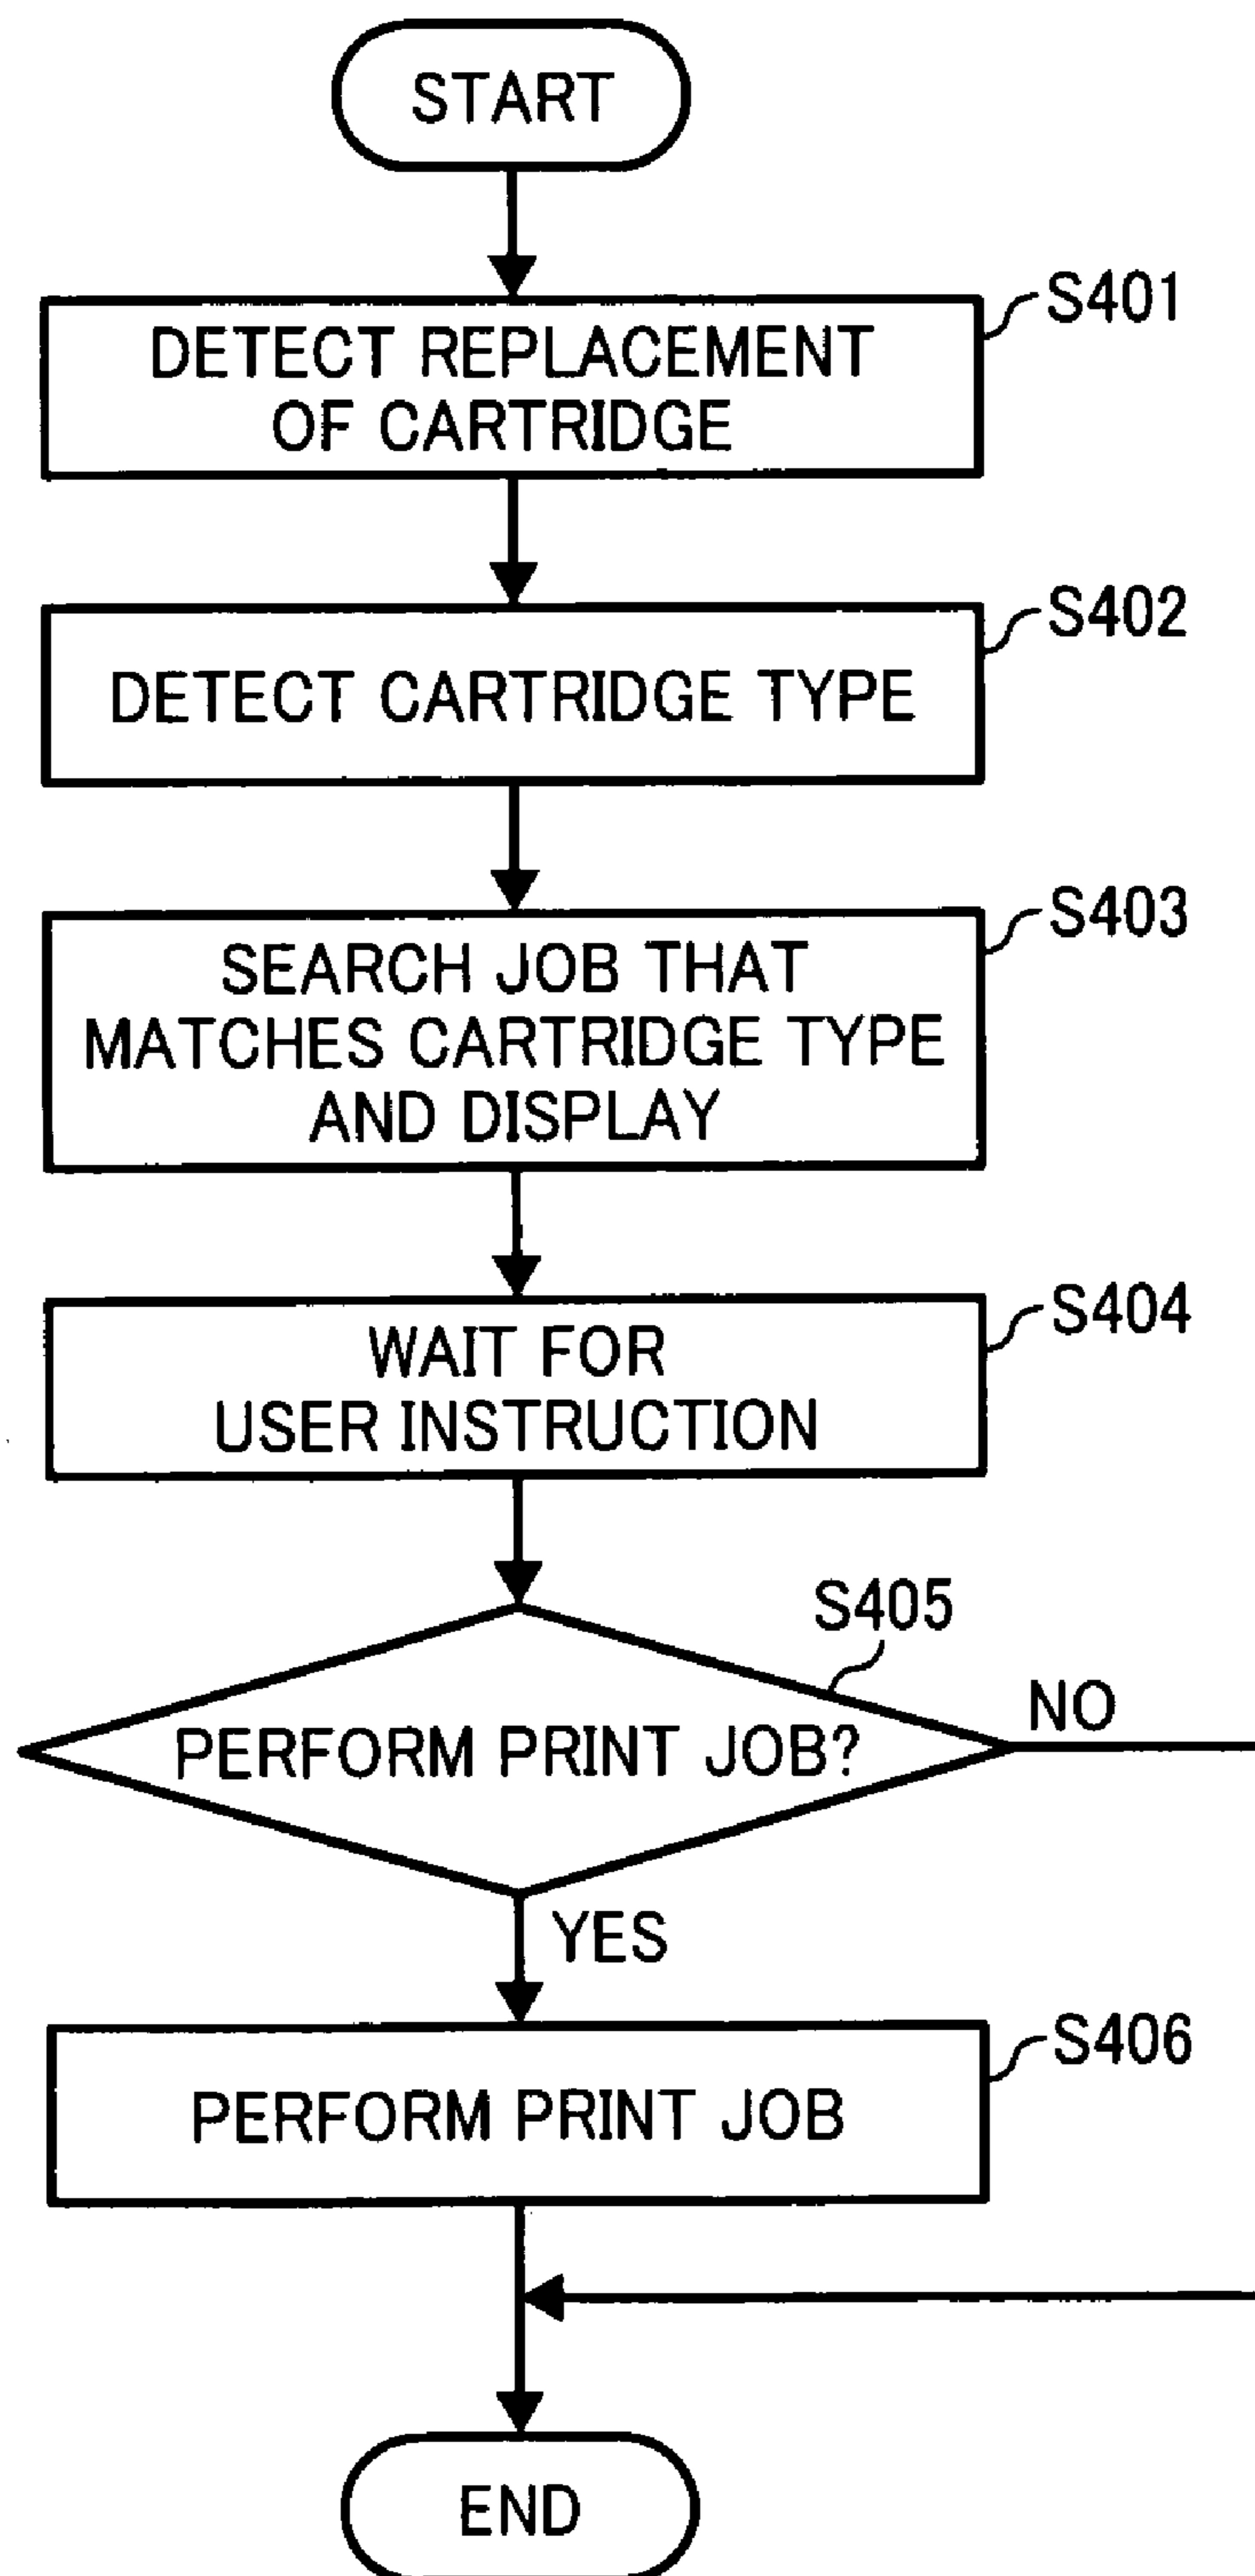 START
S401
DETECT REPLACEMENT
OF CARTRIDGE
S402
DETECT CARTRIDGE TYPE
S403
SEARCH JOB THAT
MATCHES CARTRIDGE TYPE
AND DISPLAY
S404
WAIT FOR
USER INSTRUCTION
S405
PERFORM PRINT JOB?
NO
YES
S406
PERFORM PRINT JOB
END